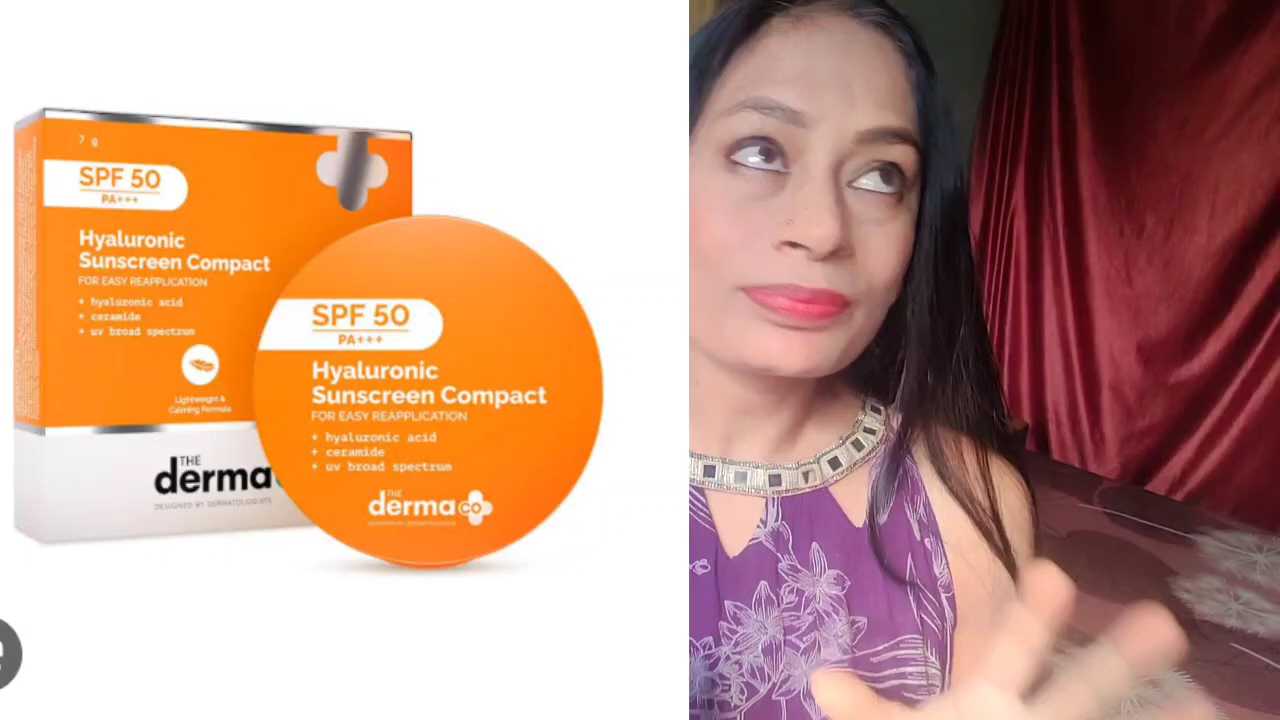 7 g
SPF 50
PA+++
Hyaluronic
Sunscreen Compact
FOR EASY REAPPLICATION
+ hyaluronic acid
+ ceramide
+ uv broad spectrum
Lightweight &
Calming Formula
THE
derma
DESIGNED BY DERMATOLOGISTS
SPF 50
PA+++
Hyaluronic
Sunscreen Compact
FOR EASY REAPPLICATION
+ hyaluronic acid
+ ceramide
+ uv broad spectrum
THE
derma co